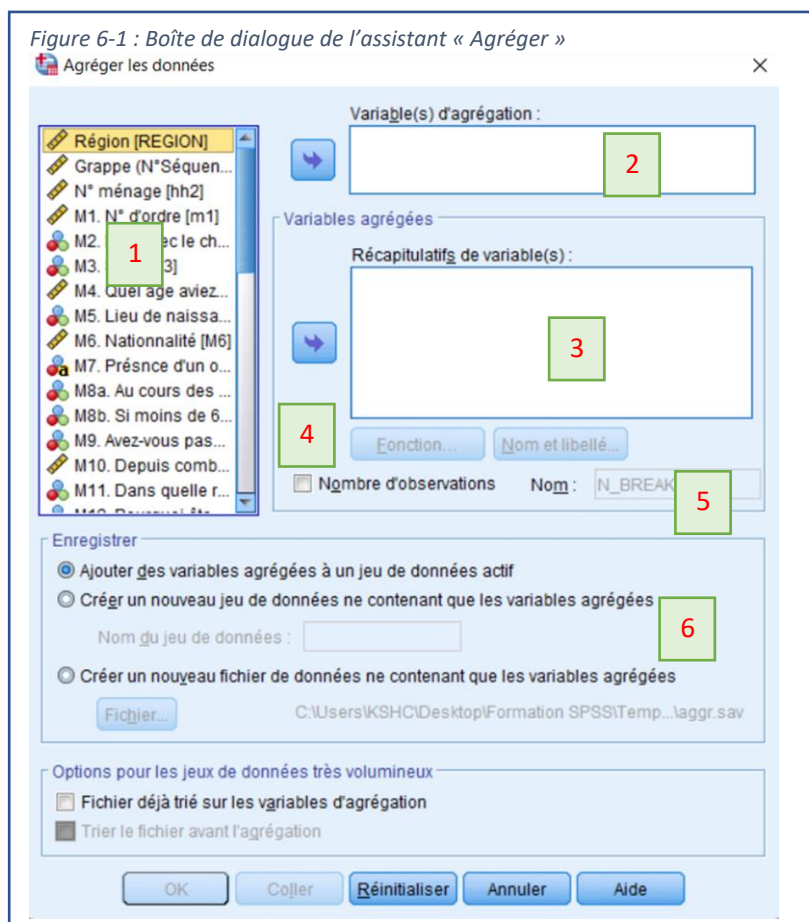 Figure 6-1 : Boîte de dialogue de l’assistant « Agréger »
Agréger les données
Variable(s) d'agrégation :
Région [REGION]
Grappe (N°Séquen...
N° ménage [hh2]
M1. N° d'ordre [m1]
M2. ec le ch...
M3. 3]
M4. Quel âge aviez...
M5. Lieu de naissa...
M6. Nationnalité [M6]
M7. Présnce d'un o...
M8a. Au cours des ...
M8b. Si moins de 6...
M9. Avez-vous pas...
M10. Depuis comb...
M11. Dans quelle r...
1
2
Variables agrégées
Récapitulatifs de variable(s) :
3
4
Fonction...
Nom et libellé...
Nombre d'observations Nom : N_BREAK
5
Enregistrer
Ajouter des variables agrégées à un jeu de données actif
Créer un nouveau jeu de données ne contenant que les variables agrégées
6
Nom du jeu de données :
Créer un nouveau fichier de données ne contenant que les variables agrégées
Fichier... C:\Users\KSHC\Desktop\Formation SPSS\Temp...\aggr.sav
Options pour les jeux de données très volumineux
Fichier déjà trié sur les variables d'agrégation
Trier le fichier avant l'agrégation
OK Coller Réinitialiser Annuler Aide